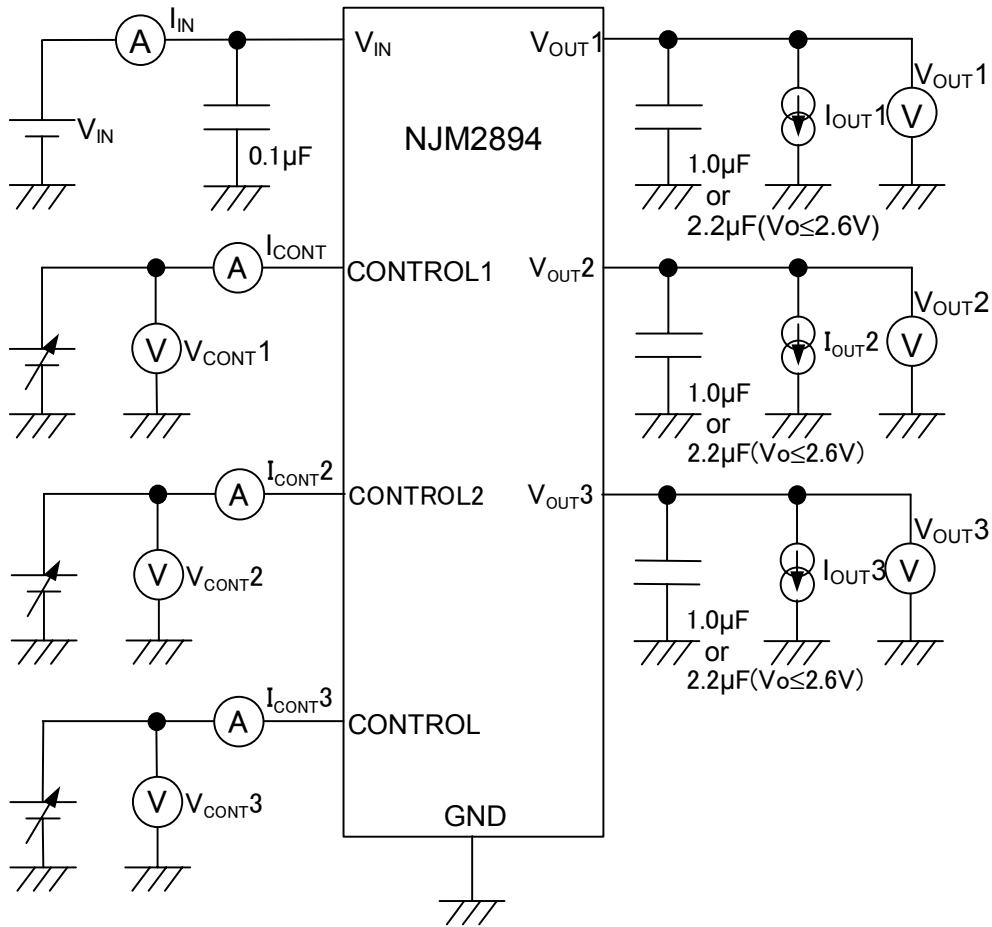 A
I_IN
V_IN
V_IN
0.1µF
NJM2894
V_OUT1
1.0µF
or
2.2µF(Vo≤2.6V)
I_OUT1
V_OUT1
V
A
I_CONT
CONTROL1
V
V_CONT1
V_OUT2
1.0µF
or
2.2µF(Vo≤2.6V)
I_OUT2
V_OUT2
V
A
I_CONT2
CONTROL2
V
V_CONT2
V_OUT3
1.0µF
or
2.2µF(Vo≤2.6V)
I_OUT3
V_OUT3
V
A
I_CONT3
CONTROL
V
V_CONT3
GND